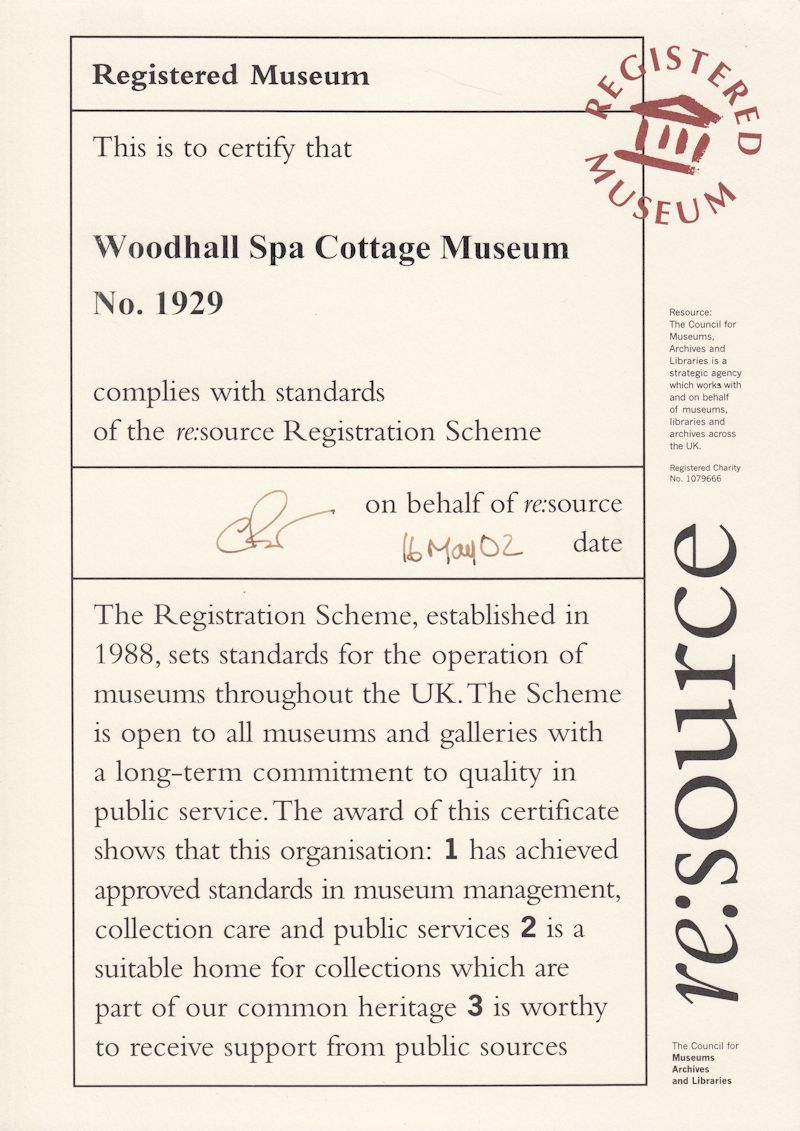 Registered Museum
REGISTERED
MUSEUM
This is to certify that
Woodhall Spa Cottage Museum
No. 1929
complies with standards
of the re:source Registration Scheme
on behalf of re:source
16 May 02 date
The Registration Scheme, established in
1988, sets standards for the operation of
museums throughout the UK. The Scheme
is open to all museums and galleries with
a long-term commitment to quality in
public service. The award of this certificate
shows that this organisation: 1 has achieved
approved standards in museum management,
collection care and public services 2 is a
suitable home for collections which are
part of our common heritage 3 is worthy
to receive support from public sources
Resource:
The Council for
Museums,
Archives and
Libraries is a
strategic agency
which works with
and on behalf
of museums,
libraries and
archives across
the UK.
Registered Charity
No. 1079666
re:source
The Council for
Museums
Archives
and Libraries